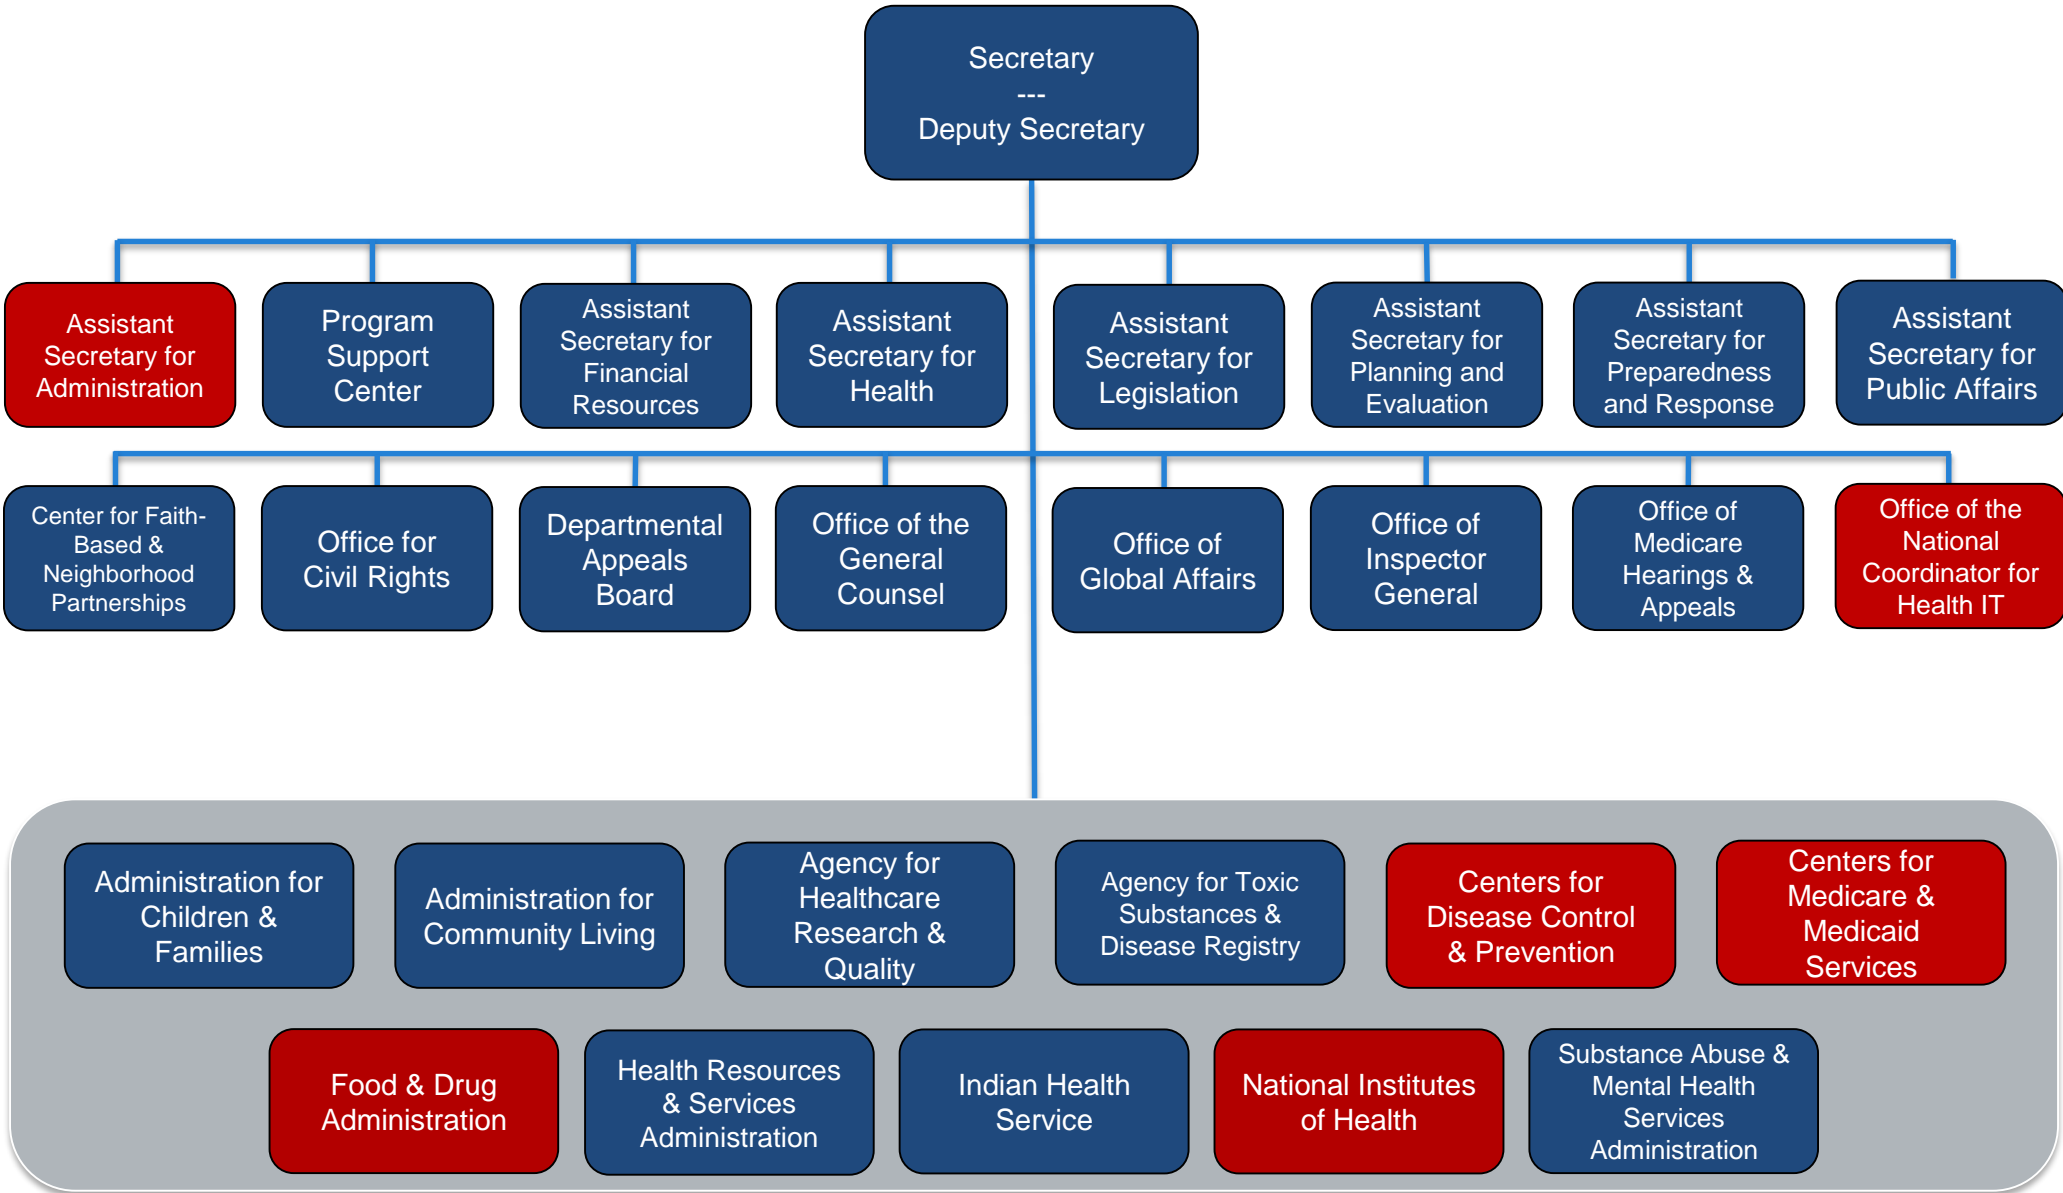 Secretary
---
Deputy Secretary
Assistant
Secretary for
Administration
Program
Support
Center
Assistant
Secretary for
Financial
Resources
Assistant
Secretary for
Health
Assistant
Secretary for
Legislation
Assistant
Secretary for
Planning and
Evaluation
Assistant
Secretary for
Preparedness
and Response
Assistant
Secretary for
Public Affairs
Center for Faith-
Based &
Neighborhood
Partnerships
Office for
Civil Rights
Departmental
Appeals
Board
Office of the
General
Counsel
Office of
Global Affairs
Office of
Inspector
General
Office of
Medicare
Hearings &
Appeals
Office of the
National
Coordinator for
Health IT
Administration for
Children &
Families
Administration for
Community Living
Agency for
Healthcare
Research &
Quality
Agency for Toxic
Substances &
Disease Registry
Centers for
Disease Control
& Prevention
Centers for
Medicare &
Medicaid
Services
Food & Drug
Administration
Health Resources
& Services
Administration
Indian Health
Service
National Institutes
of Health
Substance Abuse &
Mental Health
Services
Administration